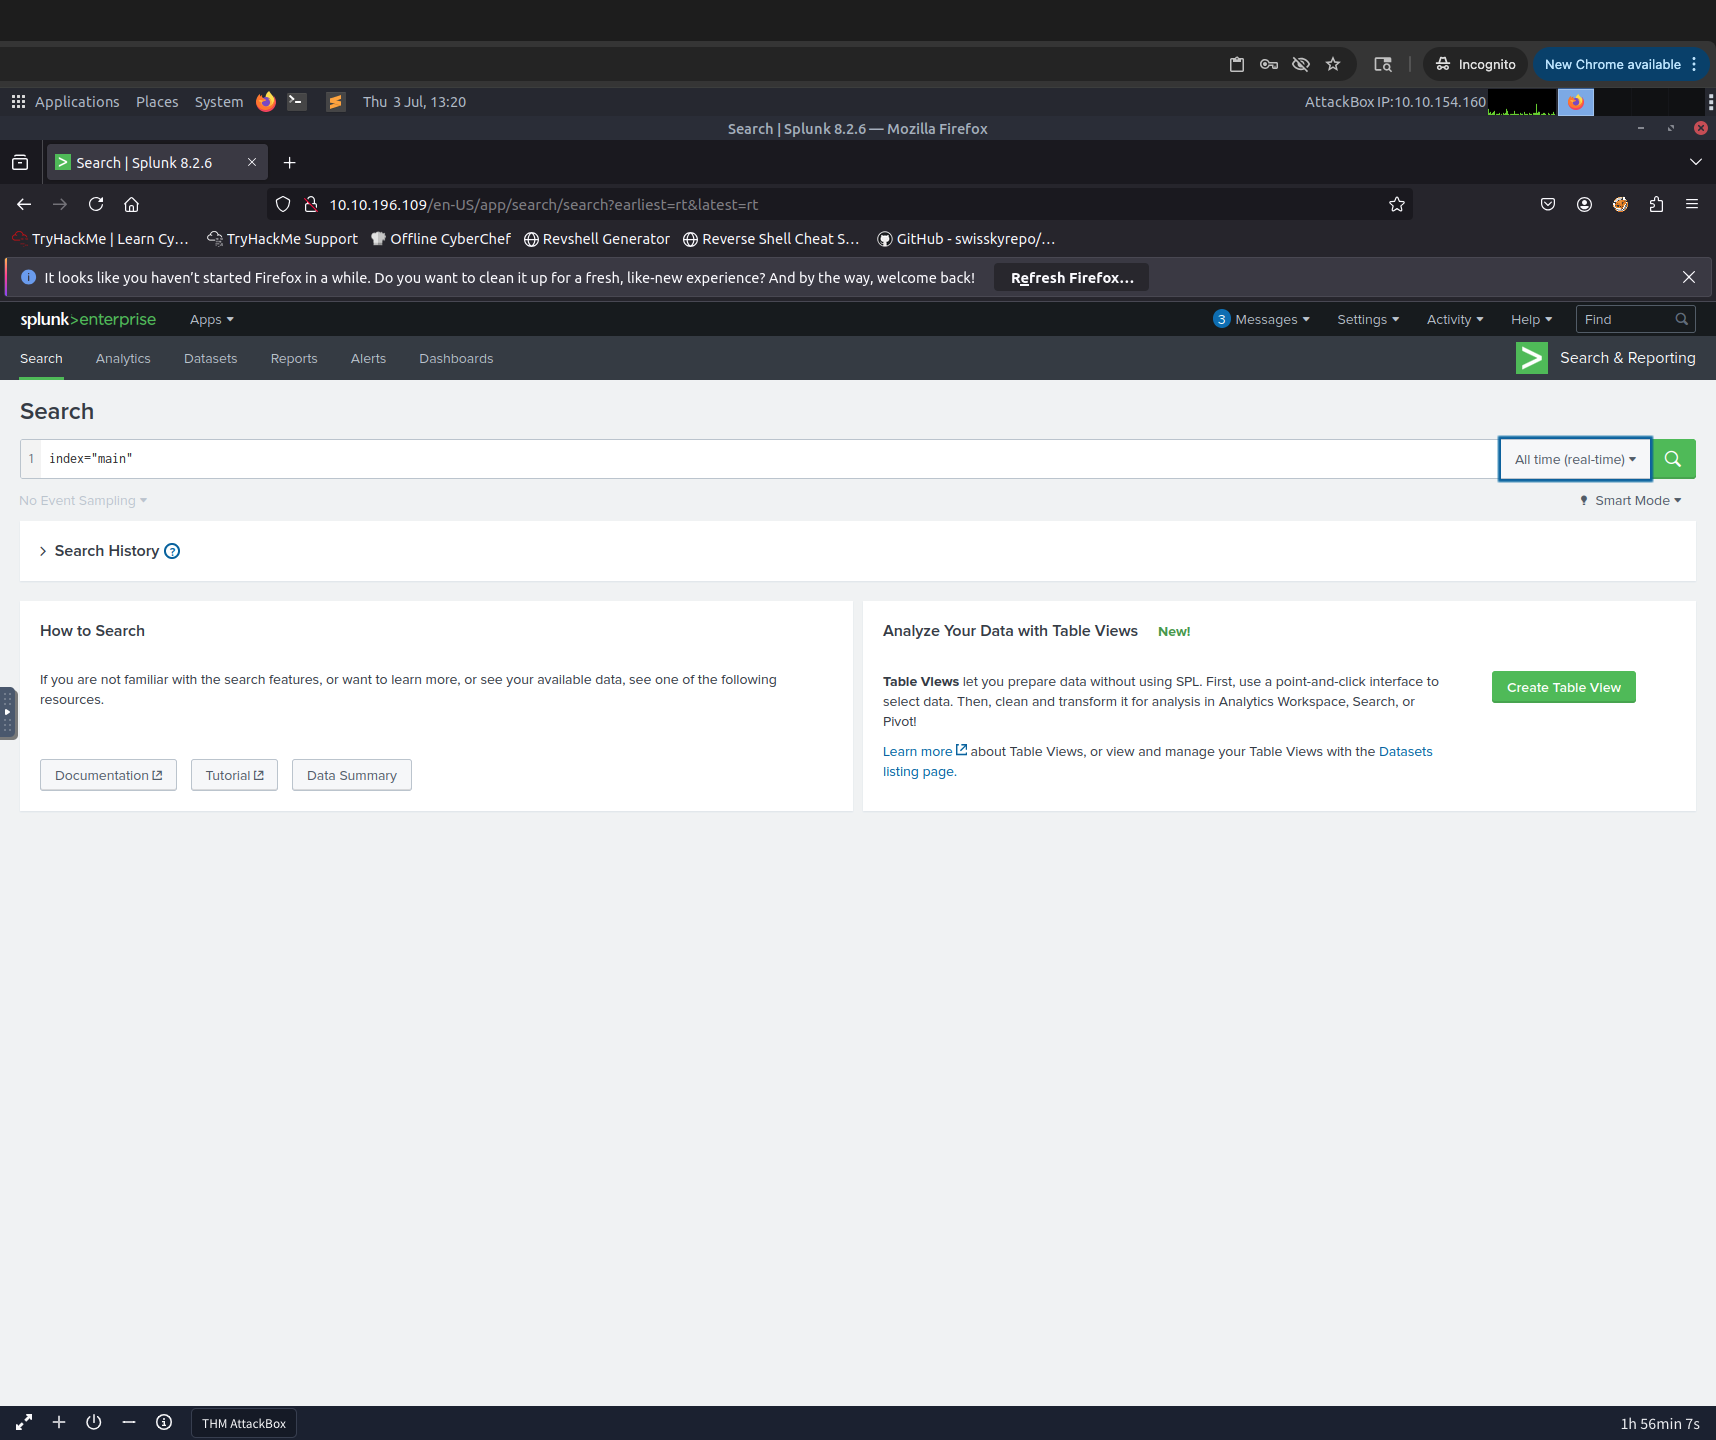 Incognito
New Chrome available
Applications Places System Thu 3 Jul, 13:20 AttackBox IP:10.10.154.160
Search | Splunk 8.2.6 — Mozilla Firefox
Search | Splunk 8.2.6
10.10.196.109/en-US/app/search/search?earliest=rt&latest=rt
TryHackMe | Learn Cy… TryHackMe Support Offline CyberChef Revshell Generator Reverse Shell Cheat S… GitHub - swisskyrepo/…
It looks like you haven’t started Firefox in a while. Do you want to clean it up for a fresh, like-new experience? And by the way, welcome back! Refresh Firefox…
splunk>enterprise Apps 3 Messages Settings Activity Help Find
Search Analytics Datasets Reports Alerts Dashboards > Search & Reporting
Search
1 index="main" All time (real-time)
No Event Sampling Smart Mode
Search History ?
How to Search
If you are not familiar with the search features, or want to learn more, or see your available data, see one of the following
resources.
Documentation Tutorial Data Summary
Analyze Your Data with Table Views New!
Table Views let you prepare data without using SPL. First, use a point-and-click interface to
select data. Then, clean and transform it for analysis in Analytics Workspace, Search, or
Pivot!
Create Table View
Learn more about Table Views, or view and manage your Table Views with the Datasets
listing page.
THM AttackBox 1h 56min 7s